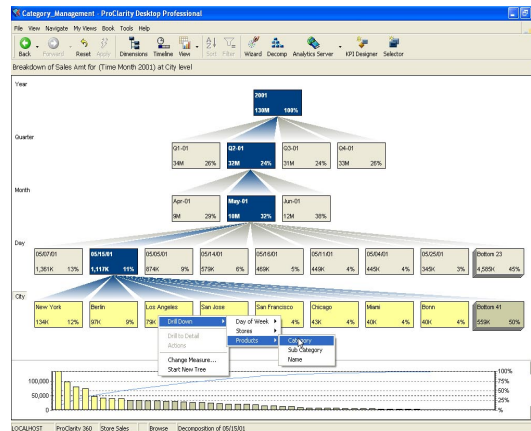 Category_Management - ProClarity Desktop Professional
File View Navigate My Views Book Tools Help
Back Forward Reset Apply Dimensions Timeline View Sort Filter Wizard Decomp Analytics Server KPI Designer Selector
Breakdown of Sales Amt for (Time Month 2001) at City level
Year
2001
130M 100%
Quarter
Q1-01 Q2-01 Q3-01 Q4-01
34M 26% 32M 24% 31M 24% 33M 26%
Month
Apr-01 May-01 Jun-01
9M 29% 10M 32% 12M 38%
Day
05/07/01 05/15/01 05/05/01 05/14/01 05/16/01 05/11/01 05/04/01 05/25/01 Bottom 23
1,361K 13% 1,117K 11% 874K 9% 579K 6% 469K 5% 449K 4% 445K 4% 345K 3% 4,585K 45%
City
New York Berlin Los Angeles San Jose San Francisco Chicago Miami Bonn Bottom 41
134K 12% 97K 9% 79K 4% 43K 4% 40K 4% 40K 4% 559K 50%
Drill Down Day of Week
Drill to Detail Stores
Actions Products Category
Change Measure... Sub Category
Start New Tree Name
100%
100,000 75%
50,000 50%
25%
0 %
LOCALHOST ProClarity 360 Store Sales Browse Decomposition of 05/15/01